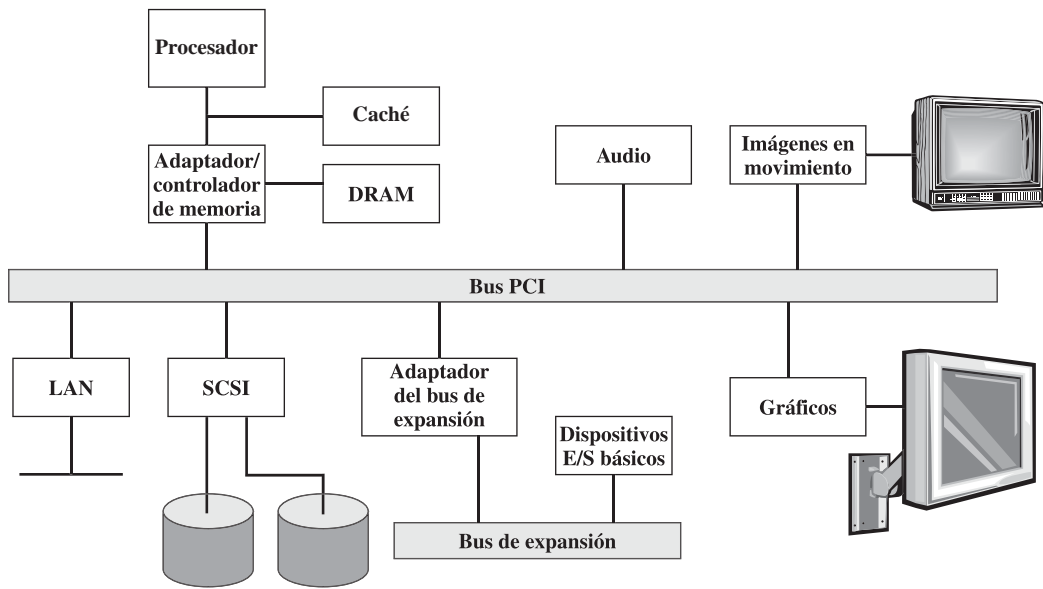 Procesador
Caché
Adaptador/
controlador
de memoria
DRAM
Audio
Imágenes en
movimiento
Bus PCI
LAN
SCSI
Adaptador
del bus de
expansión
Dispositivos
E/S básicos
Gráficos
Bus de expansión